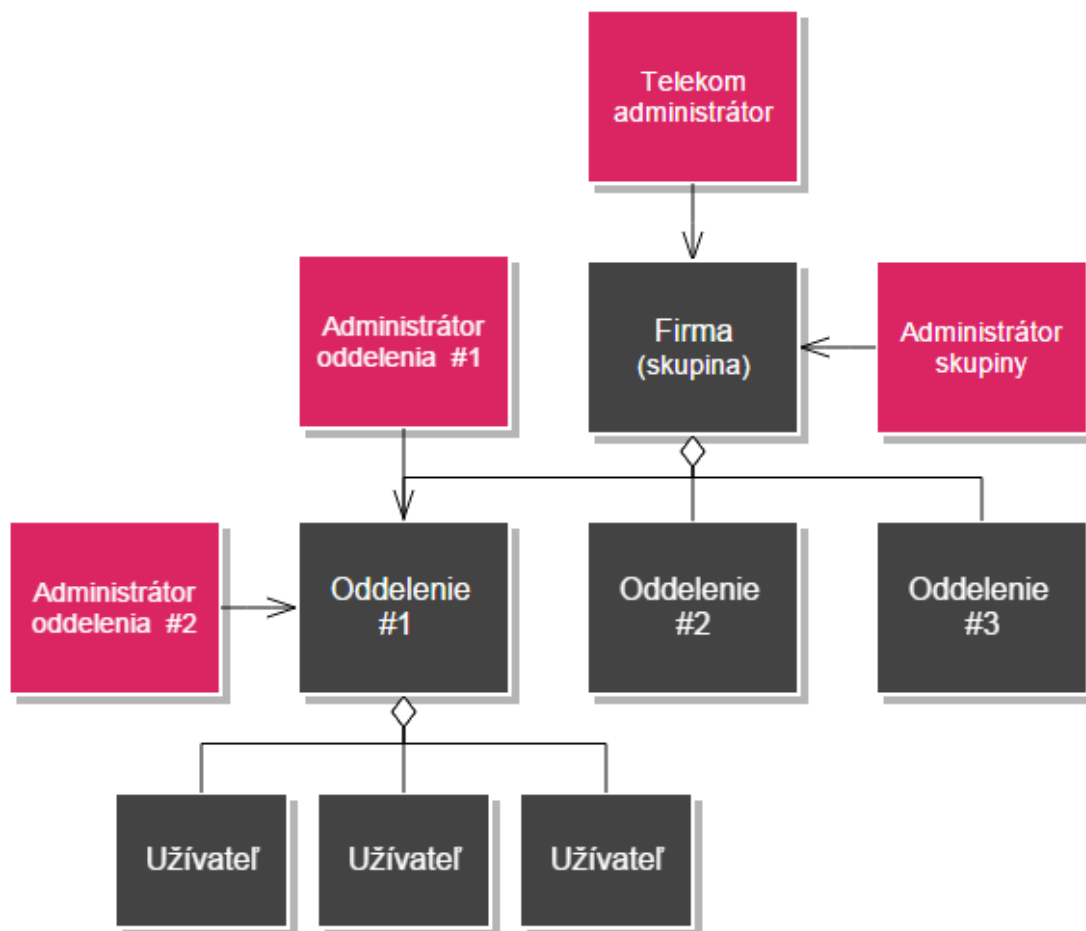 Telekom
administrátor
Administrátor
oddelenia #1
Firma
(skupina)
Administrátor
skupiny
Administrátor
oddelenia #2
Oddelenie
#1
Oddelenie
#2
Oddelenie
#3
Užívateľ
Užívateľ
Užívateľ